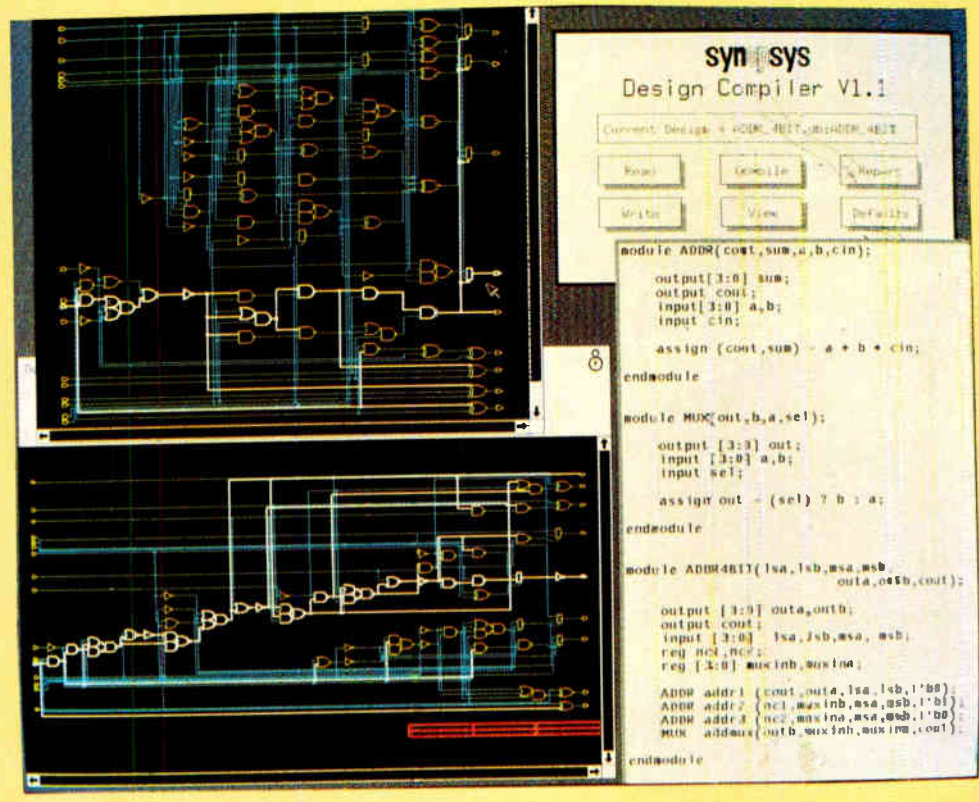 syn sys
Design Compiler V1.1
Current Design = ADDR_4BIT.db:ADDR_4BIT
Read Compile Report
Write View Defaults
module ADDR(cout,sum,a,b,cin);
output[3:0] sum;
output cout;
input[3:0] a,b;
input cin;
assign {cout,sum} = a + b + cin;
endmodule
module MUX(out,b,a,sel);
output [3:0] out;
input [3:0] a,b;
input sel;
assign out = (sel) ? b : a;
endmodule
module ADDR4BIT(lsa,lsb,msa,msb
outa,outb,cout);
output [3:0] outa,outb;
output cout;
input [3:0] lsa,lsb,msa, msb;
reg nc1,nc2;
reg [3:0] muxinb,muxina;
ADDR addr1 (cout,outa,lsa,lsb,1'b0);
ADDR addr2 (nc1,muxinb,msa,msb,1'b1);
ADDR addr3 (nc2,muxina,msa,msb,1'b0);
MUX addmux(outb,muxinb,muxina,cout);
endmodule